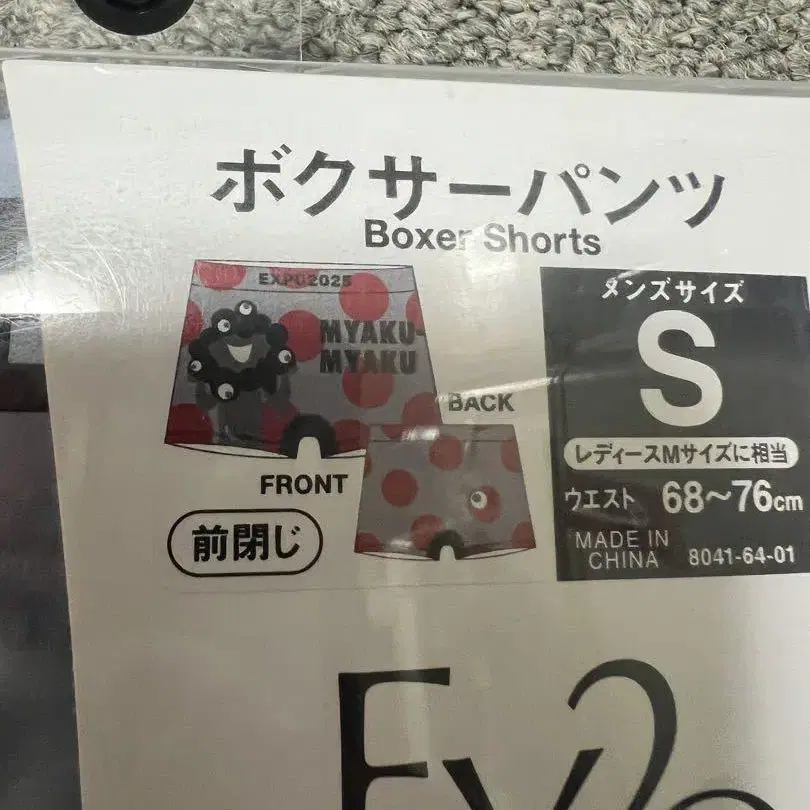 ボクサーパンツ
Boxer Shorts
EXPO2025
MYAKU-
MYAKU
BACK
FRONT
前閉じ
メンズサイズ
S
レディースMサイズに相当
ウエスト 68〜76cm
MADE IN
CHINA 8041-64-01